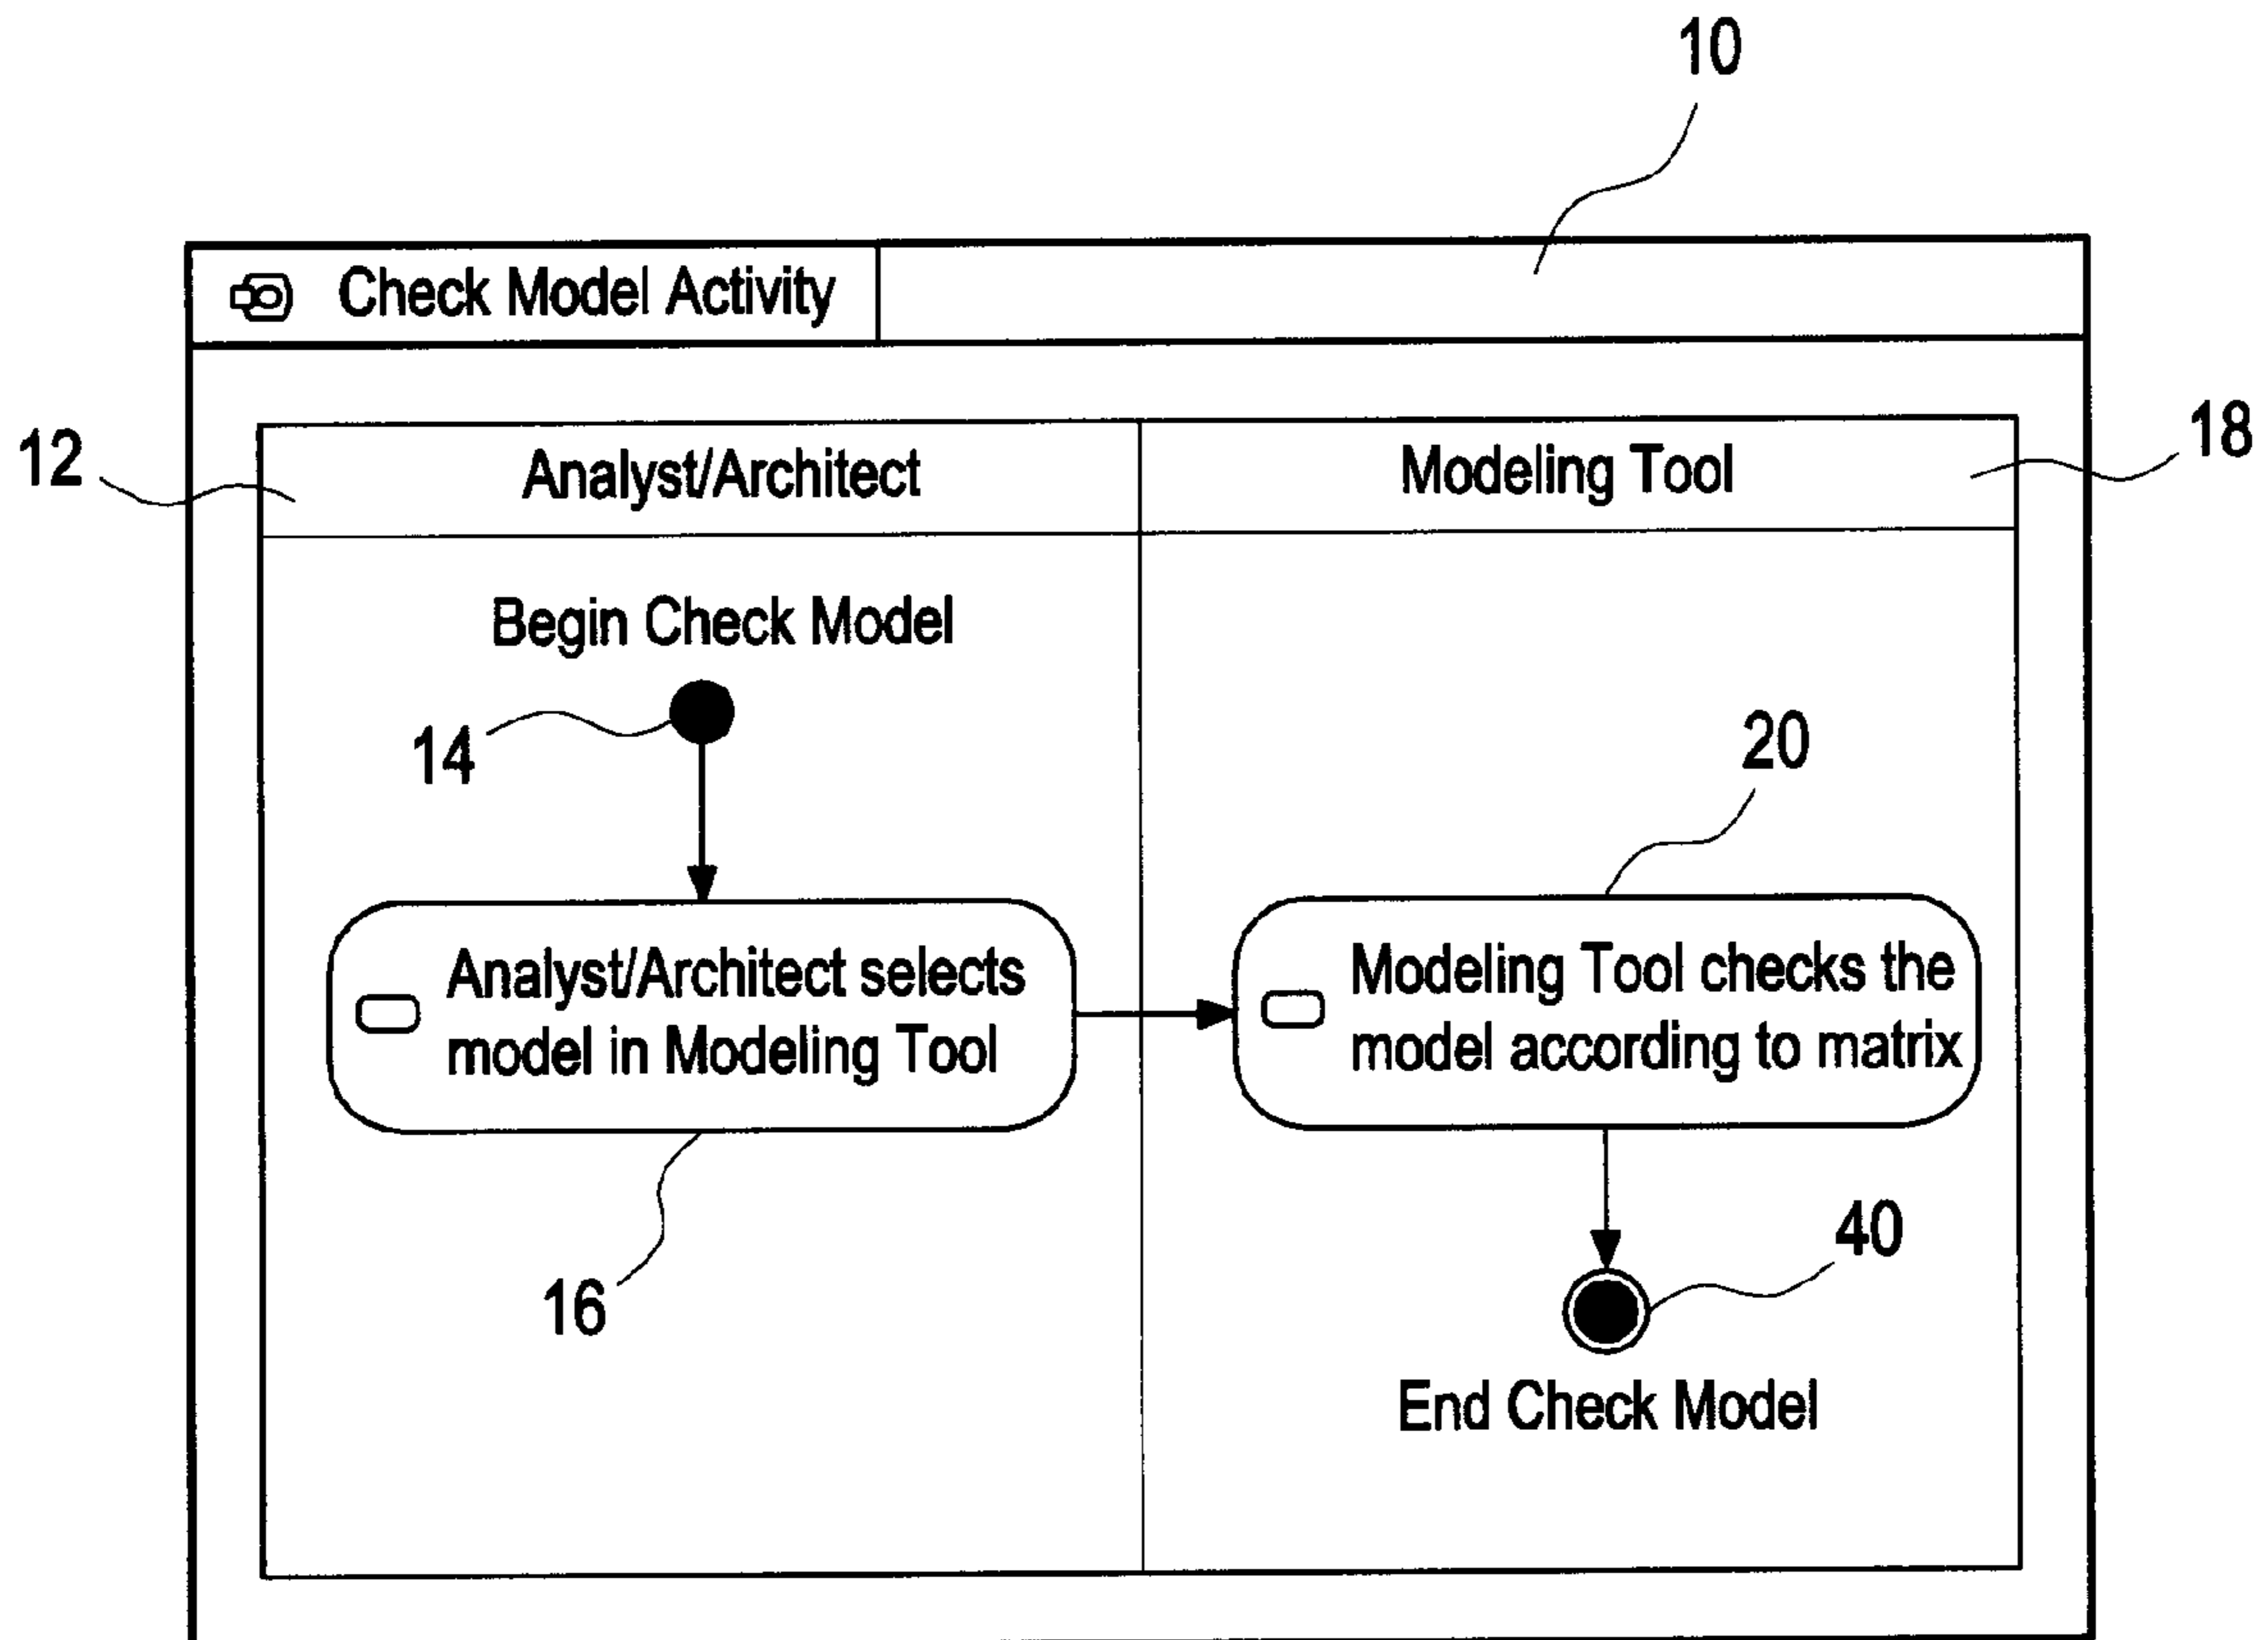 10
Check Model Activity
12
Analyst/Architect
Modeling Tool
18
Begin Check Model
14
20
Analyst/Architect selects
model in Modeling Tool
Modeling Tool checks the
model according to matrix
16
40
End Check Model